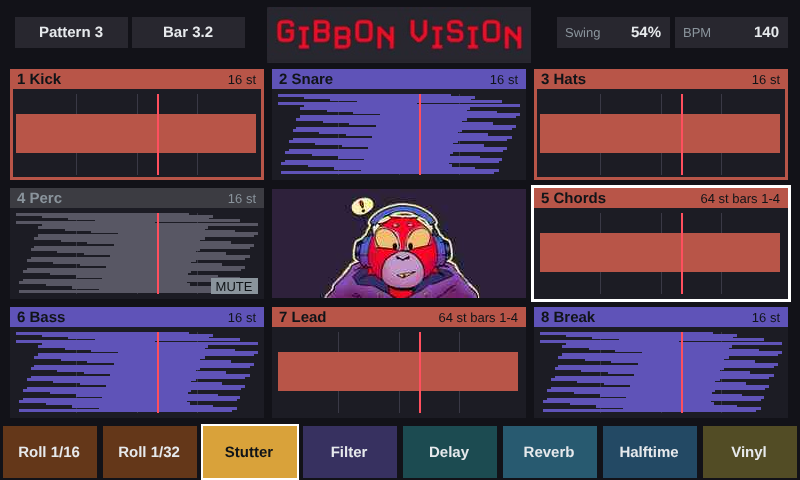 Pattern 3
Bar 3.2
GIBBON VISION
Swing 54%
BPM 140
1 Kick 16 st
2 Snare 16 st
3 Hats 16 st
4 Perc 16 st
MUTE
!
5 Chords 64 st bars 1-4
6 Bass 16 st
7 Lead 64 st bars 1-4
8 Break 16 st
Roll 1/16
Roll 1/32
Stutter
Filter
Delay
Reverb
Halftime
Vinyl